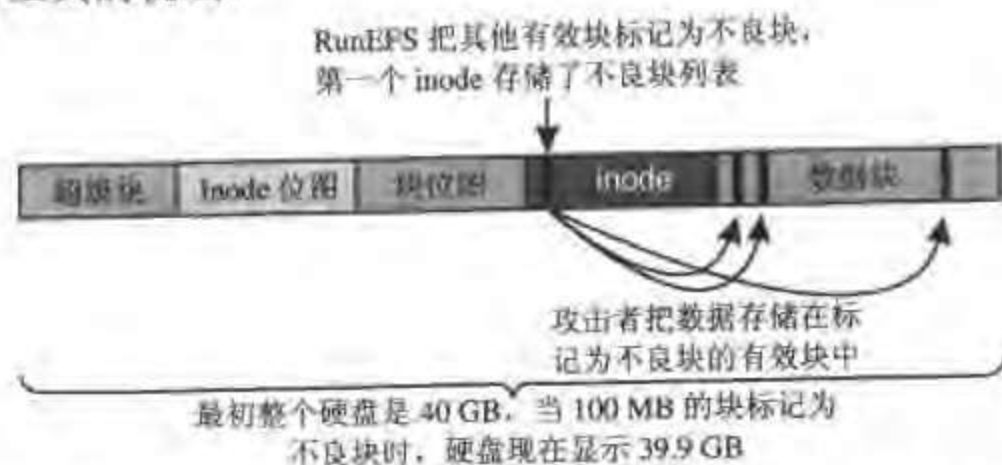 RunEFS 把其他有效块标记为不良块,
第一个 inode 存储了不良块列表
超级块
Inode 位图
块位图
inode
数据块
攻击者把数据存储在标
记为不良块的有效块中
最初整个硬盘是 40 GB,当 100 MB 的块标记为
不良块时,硬盘现在显示 39.9 GB